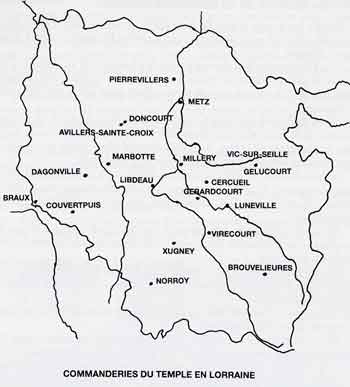 PIERREVILLERS
METZ
DONCOURT
AVILLERS-SAINTE-CROIX
MARBOTTE
MILLERY
VIC-SUR-SEILLE
GELUCOURT
DAGONVILLE
LIBDEAU
CERCUEIL
GERARDCOURT
BRAUX
COUVERTPUIS
LUNEVILLE
VIRECOURT
XUGNEY
BROUVELIEURES
NORROY
COMMANDERIES DU TEMPLE EN LORRAINE